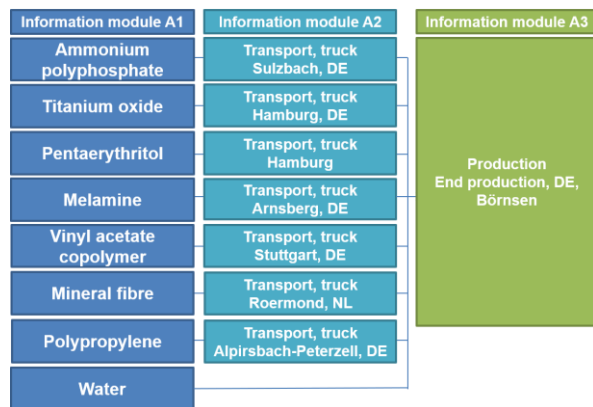 Information module A1
Information module A2
Information module A3
Ammonium
polyphosphate
Transport, truck
Sulzbach, DE
Titanium oxide
Transport, truck
Hamburg, DE
Pentaerythritol
Transport, truck
Hamburg
Melamine
Transport, truck
Arnsberg, DE
Vinyl acetate
copolymer
Transport, truck
Stuttgart, DE
Mineral fibre
Transport, truck
Roermond, NL
Polypropylene
Transport, truck
Alpirsbach-Peterzell, DE
Water
Production
End production, DE,
Börnsen